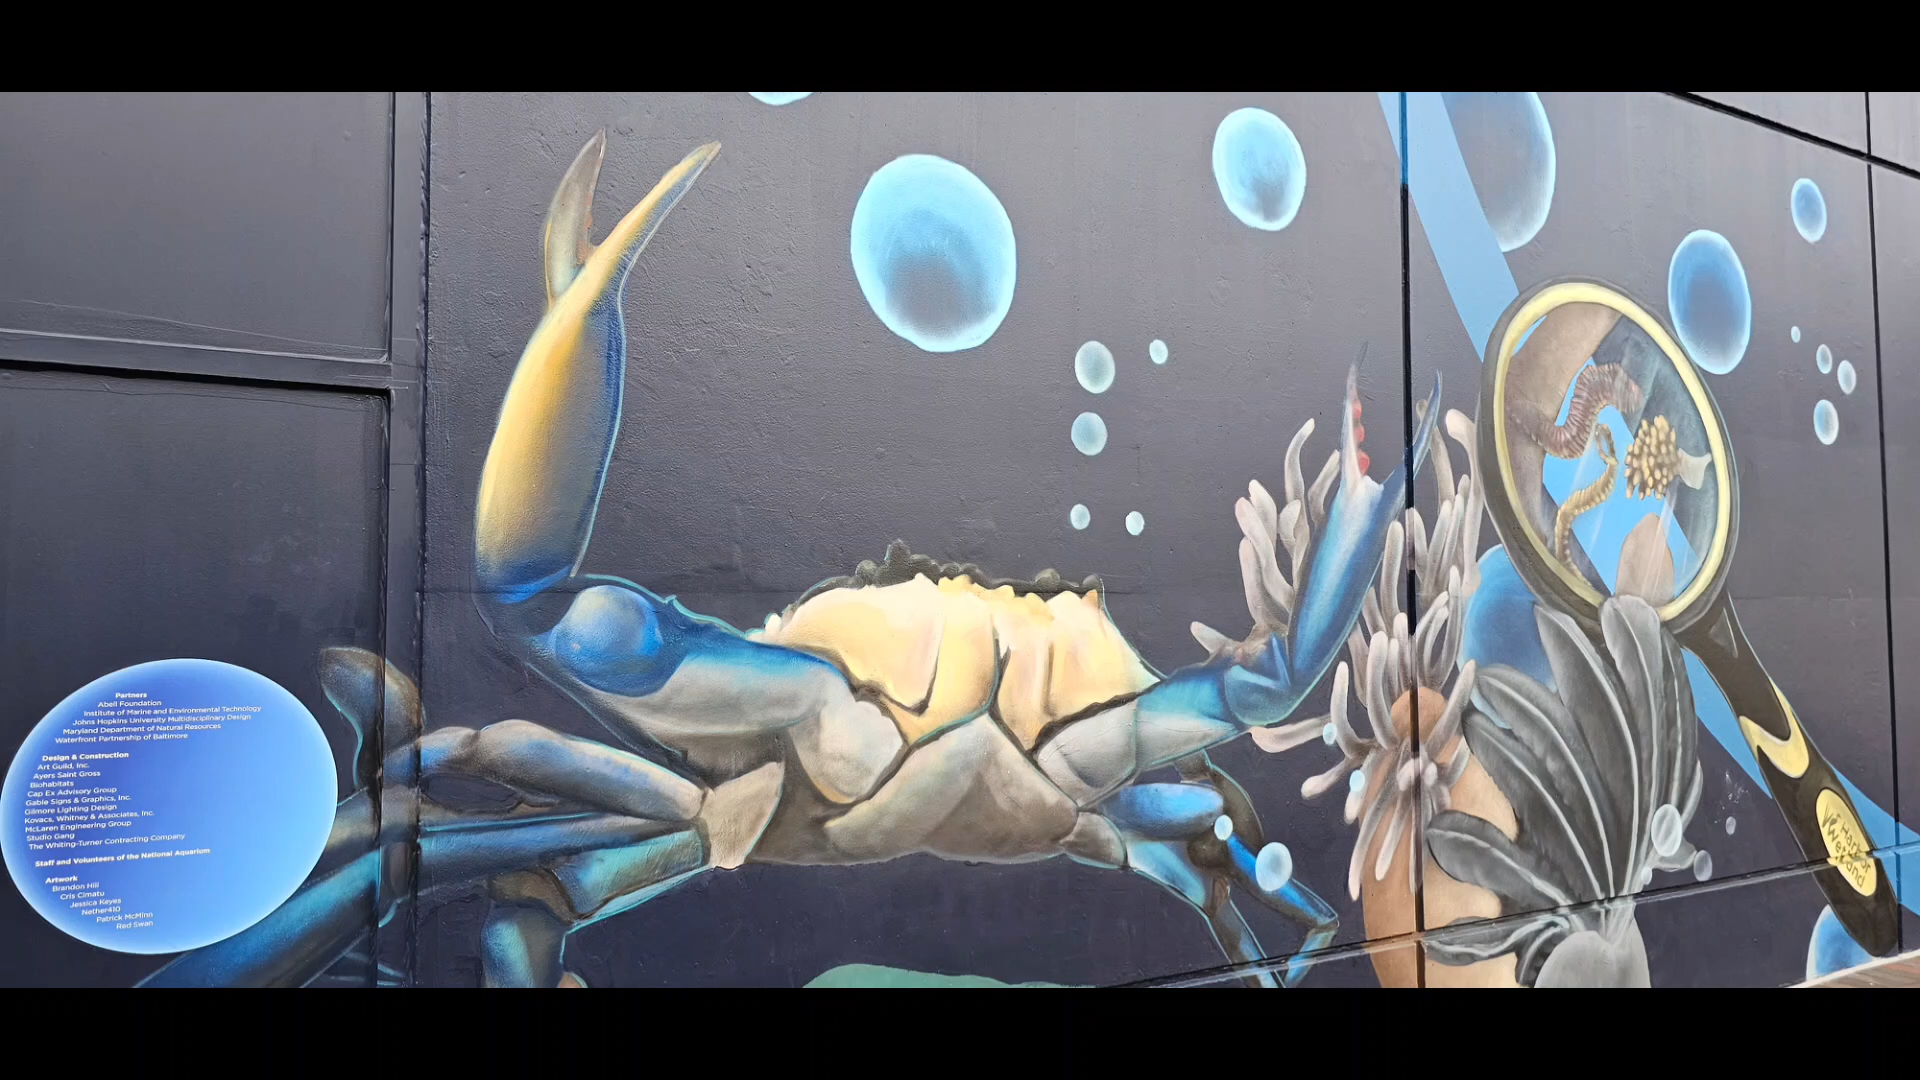 Partners
Abell Foundation
Institute of Marine and Environmental Technology
Johns Hopkins University Multidisciplinary Design
Maryland Department of Natural Resources
Waterfront Partnership of Baltimore
Design & Construction
Art Guild, Inc.
Ayers Saint Gross
Biohabitats
Cap Ex Advisory Group
Gable Signs & Graphics, Inc.
Gilmore Lighting Design
Kovacs, Whitney & Associates, Inc.
McLaren Engineering Group
Studio Gang
The Whiting-Turner Contracting Company
Staff and Volunteers of the National Aquarium
Artwork
Brandon Hill
Cris Cimatu
Jessica Keyes
Nether410
Patrick McMinn
Red Swan
Harbor
Wetland